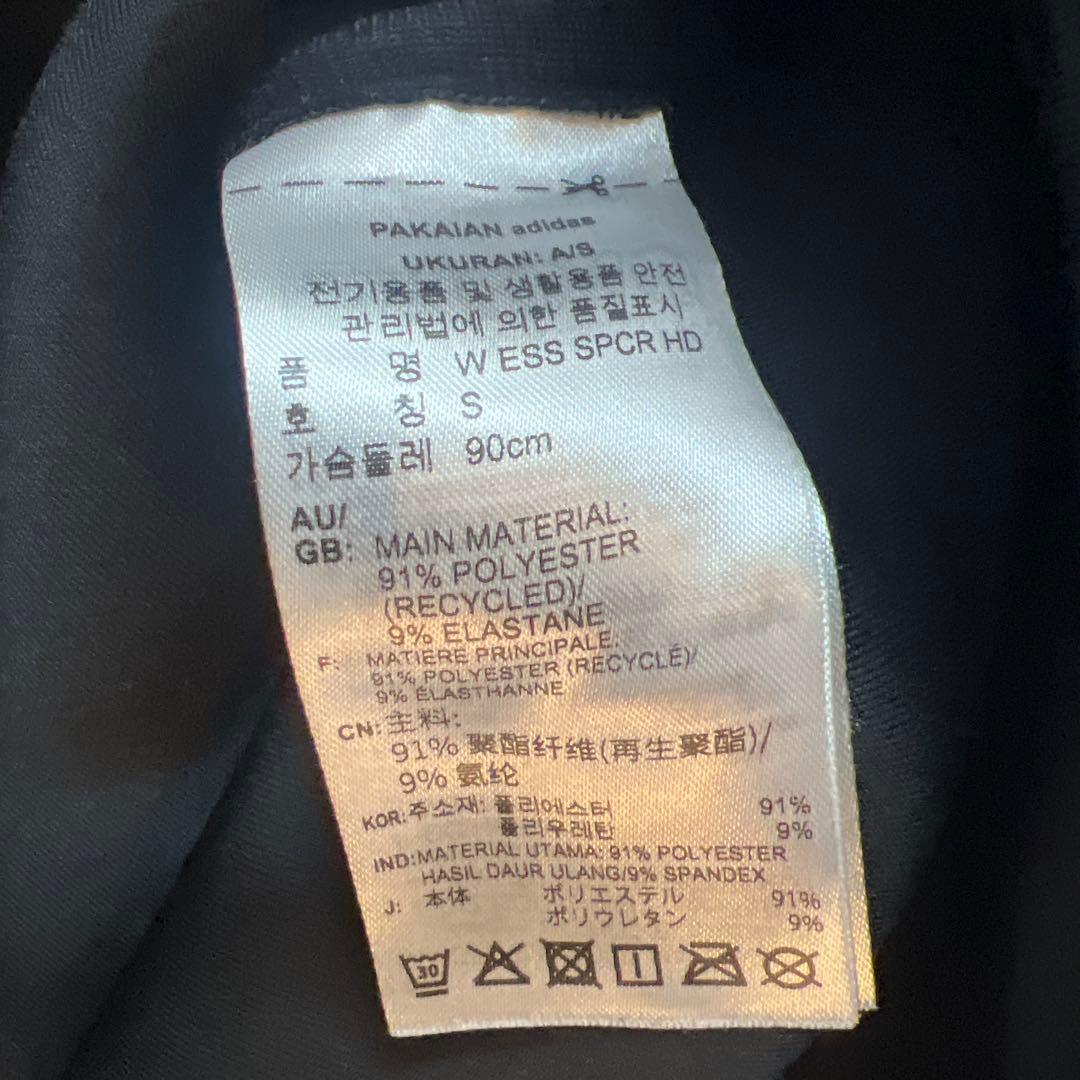 PAKAIAN adidas
UKURAN: A/S
전기용품 및 생활용품 안전
관리법에 의한 품질표시
품 명 W ESS SPCR HD
호 칭 S
가슴둘레 90cm
AU/
GB: MAIN MATERIAL:
91% POLYESTER
(RECYCLED)/
9% ELASTANE
F: MATIÈRE PRINCIPALE:
91% POLYESTER (RECYCLÉ)/
9% ÉLASTHANNE
CN: 主料:
91% 聚酯纤维(再生聚酯)/
9% 氨纶
KOR: 주소재: 폴리에스터 91%
폴리우레탄 9%
IND: MATERIAL UTAMA: 91% POLYESTER
HASIL DAUR ULANG/9% SPANDEX
J: 本体 ポリエステル 91%
ポリウレタン 9%
30